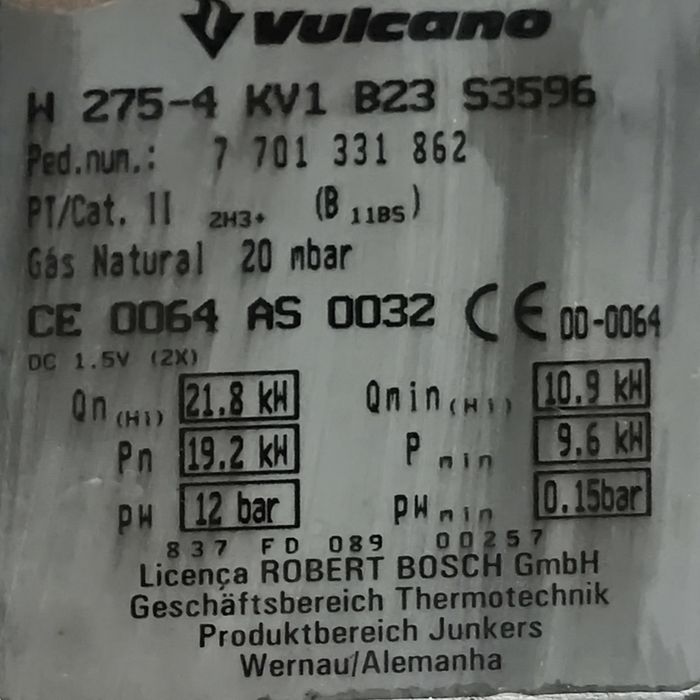 Vulcano
W 275-4 KV1 B23 S3596
Ped.num.: 7 701 331 862
PT/Cat. II 2H3+ (B 11BS)
Gás Natural 20 mbar
CE 0064 AS 0032 CE 00-0064
DC 1.5V (2X)
Qn (Hi) 21.8 kW Qmin (Hi) 10.9 kW
Pn 19.2 kW P min 9.6 kW
pW 12 bar pW min 0.15bar
837 FD 089 00257
Licença ROBERT BOSCH GmbH
Geschäftsbereich Thermotechnik
Produktbereich Junkers
Wernau/Alemanha